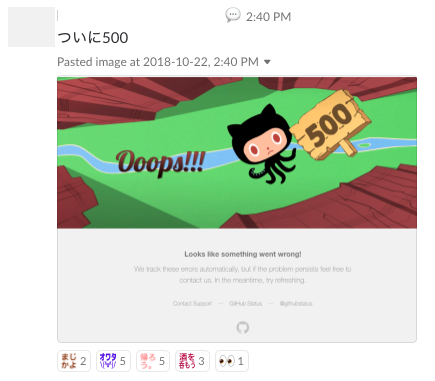 2:40 PM
ついに500
Pasted image at 2018-10-22, 2:40 PM
Ooops!!!
500
Looks like something went wrong!
We track these errors automatically, but if the problem persists feel free to
contact us. In the meantime, try refreshing.
Contact Support — GitHub Status — @githubstatus
まじかよ 2 オワタ \(^o^)/ 5 帰ろう。 5 酒を呑もう 3 1